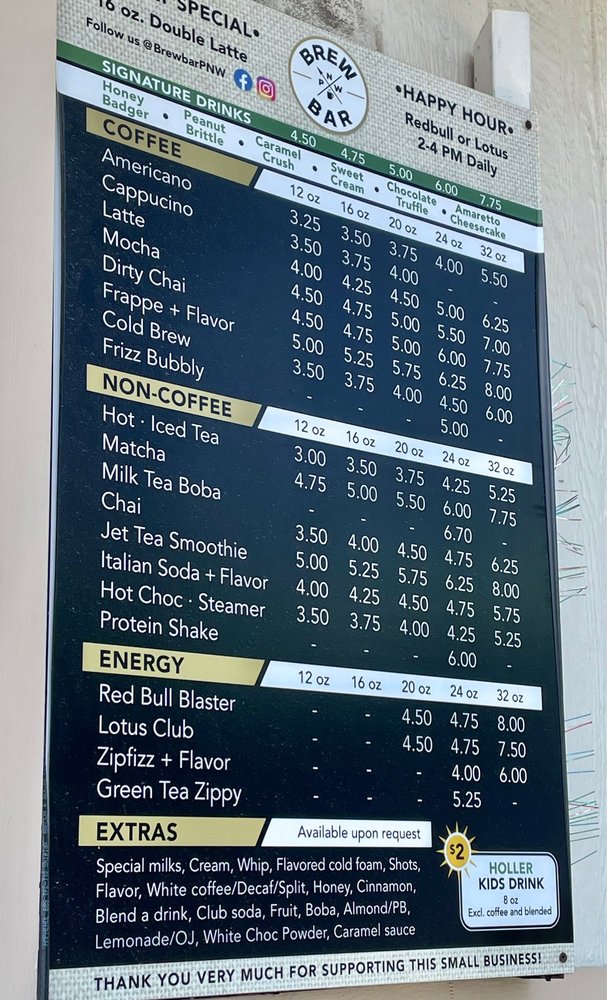 SPECIAL•
16 oz. Double Latte
Follow us @BrewbarPNW
BREW
PNW
BAR
•HAPPY HOUR•
Redbull or Lotus
2-4 PM Daily
SIGNATURE DRINKS 4.50 4.75 5.00 6.00 7.75
Honey Badger • Peanut Brittle • Caramel Crush • Sweet Cream • Chocolate Truffle • Amaretto Cheesecake
COFFEE 12 oz 16 oz 20 oz 24 oz 32 oz
Americano 3.25 3.50 3.75 4.00 5.50
Cappucino 3.50 3.75 4.00 - -
Latte 4.00 4.25 4.50 5.00 6.25
Mocha 4.50 4.75 5.00 5.50 7.00
Dirty Chai 4.50 4.75 5.00 6.00 7.75
Frappe + Flavor 5.00 5.25 5.75 6.25 8.00
Cold Brew 3.50 3.75 4.00 4.50 6.00
Frizz Bubbly - - - 5.00 -
NON-COFFEE 12 oz 16 oz 20 oz 24 oz 32 oz
Hot · Iced Tea 3.00 3.50 3.75 4.25 5.25
Matcha 4.75 5.00 5.50 6.00 7.75
Milk Tea Boba - - - 6.70 -
Chai 3.50 4.00 4.50 4.75 6.25
Jet Tea Smoothie 5.00 5.25 5.75 6.25 8.00
Italian Soda + Flavor 4.00 4.25 4.50 4.75 5.75
Hot Choc · Steamer 3.50 3.75 4.00 4.25 5.25
Protein Shake - - - 6.00 -
ENERGY 12 oz 16 oz 20 oz 24 oz 32 oz
Red Bull Blaster - - 4.50 4.75 8.00
Lotus Club - - 4.50 4.75 7.50
Zipfizz + Flavor - - - 4.00 6.00
Green Tea Zippy - - - 5.25 -
EXTRAS Available upon request
Special milks, Cream, Whip, Flavored cold foam, Shots,
Flavor, White coffee/Decaf/Split, Honey, Cinnamon,
Blend a drink, Club soda, Fruit, Boba, Almond/PB,
Lemonade/OJ, White Choc Powder, Caramel sauce
$2
HOLLER
KIDS DRINK
8 oz
Excl. coffee and blended
THANK YOU VERY MUCH FOR SUPPORTING THIS SMALL BUSINESS!